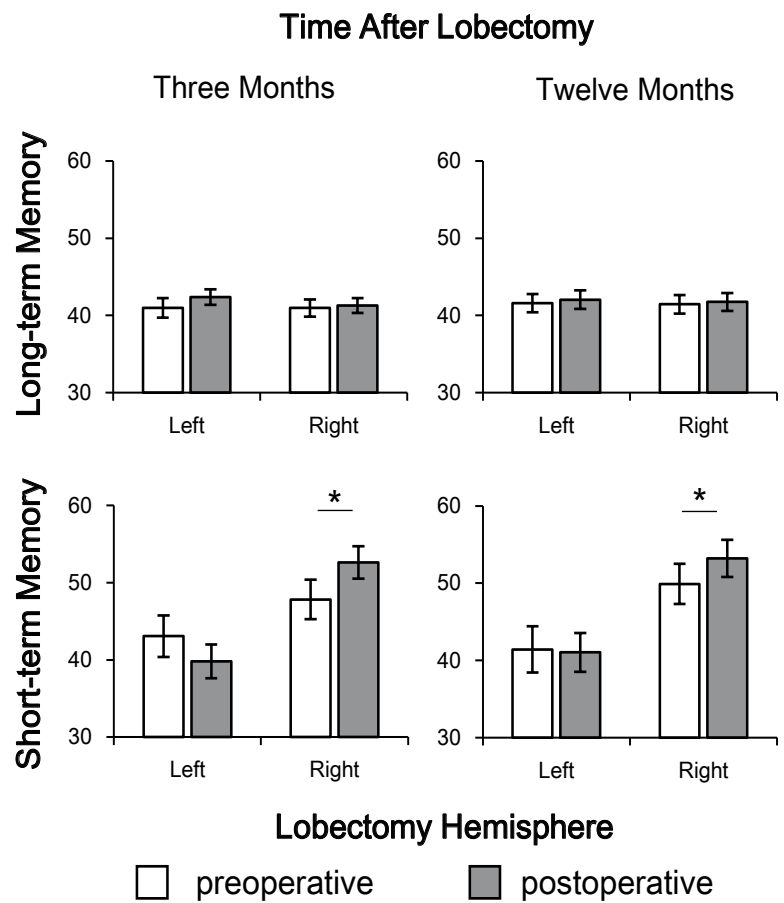 Time After Lobectomy
Three Months
Twelve Months
Long-term Memory
60
50
40
30
Left
Right
60
50
40
30
Left
Right
Short-term Memory
60
50
40
30
*
Left
Right
60
50
40
30
*
Left
Right
Lobectomy Hemisphere
preoperative
postoperative